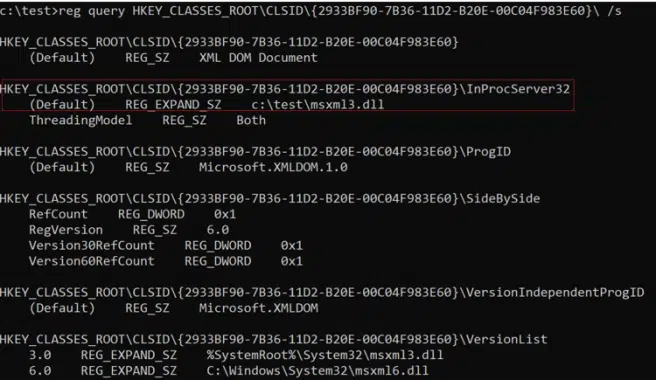 c:\test>reg query HKEY_CLASSES_ROOT\CLSID\{2933BF90-7B36-11D2-B20E-00C04F983E60}\ /s
HKEY_CLASSES_ROOT\CLSID\{2933BF90-7B36-11D2-B20E-00C04F983E60}
(Default) REG_SZ XML DOM Document
HKEY_CLASSES_ROOT\CLSID\{2933BF90-7B36-11D2-B20E-00C04F983E60}\InProcServer32
(Default) REG_EXPAND_SZ c:\test\msxml3.dll
ThreadingModel REG_SZ Both
HKEY_CLASSES_ROOT\CLSID\{2933BF90-7B36-11D2-B20E-00C04F983E60}\ProgID
(Default) REG_SZ Microsoft.XMLDOM.1.0
HKEY_CLASSES_ROOT\CLSID\{2933BF90-7B36-11D2-B20E-00C04F983E60}\SideBySide
RefCount REG_DWORD 0x1
RegVersion REG_SZ 6.0
Version30RefCount REG_DWORD 0x1
Version60RefCount REG_DWORD 0x1
HKEY_CLASSES_ROOT\CLSID\{2933BF90-7B36-11D2-B20E-00C04F983E60}\VersionIndependentProgID
(Default) REG_SZ Microsoft.XMLDOM
HKEY_CLASSES_ROOT\CLSID\{2933BF90-7B36-11D2-B20E-00C04F983E60}\VersionList
3.0 REG_EXPAND_SZ %SystemRoot%\System32\msxml3.dll
6.0 REG_EXPAND_SZ C:\Windows\System32\msxml6.dll